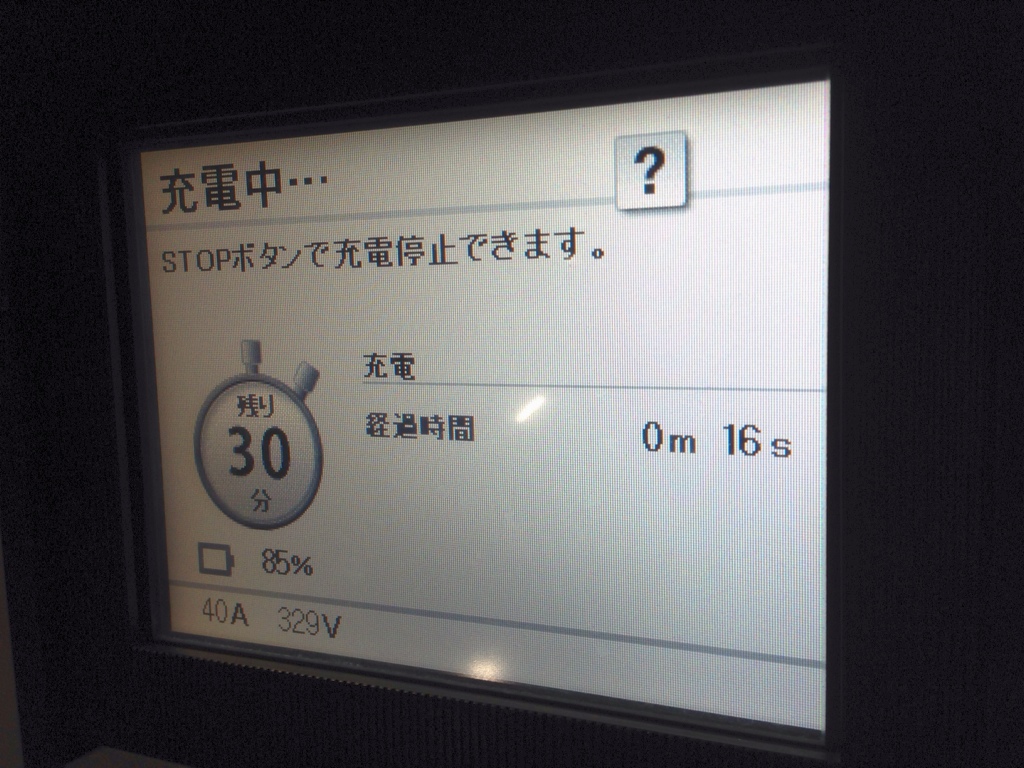 充電中…
?
STOPボタンで充電停止できます。
充電
経過時間 0m 16s
残り
30
分
85%
40A 329V